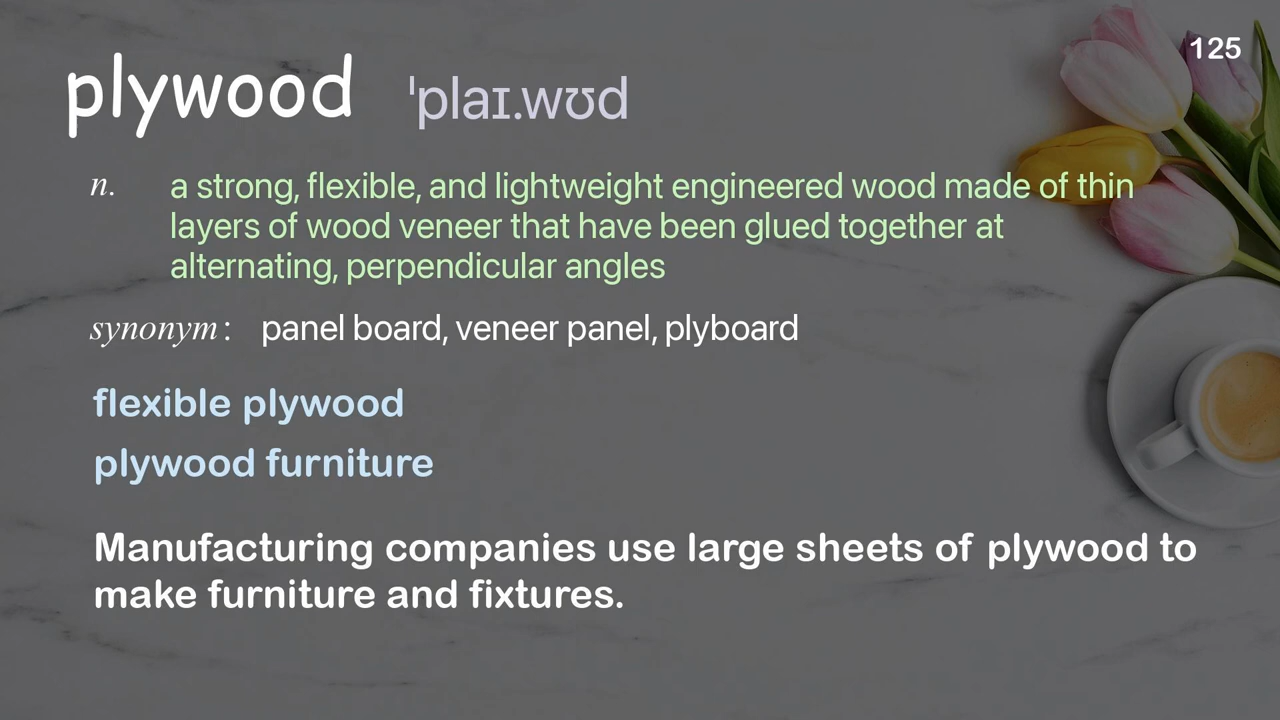 125
plywood ˈplaɪ.wʊd
n. a strong, flexible, and lightweight engineered wood made of thin
layers of wood veneer that have been glued together at
alternating, perpendicular angles
synonym: panel board, veneer panel, plyboard
flexible plywood
plywood furniture
Manufacturing companies use large sheets of plywood to
make furniture and fixtures.